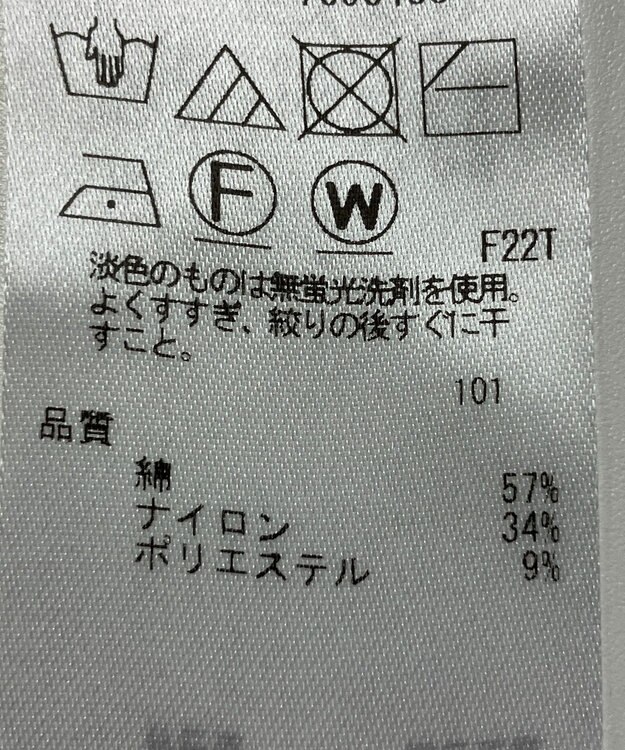 F
W
F22T
淡色のものは無蛍光洗剤を使用。
よくすすぎ、絞りの後すぐに干
すこと。
101
品質
綿 57%
ナイロン 34%
ポリエステル 9%